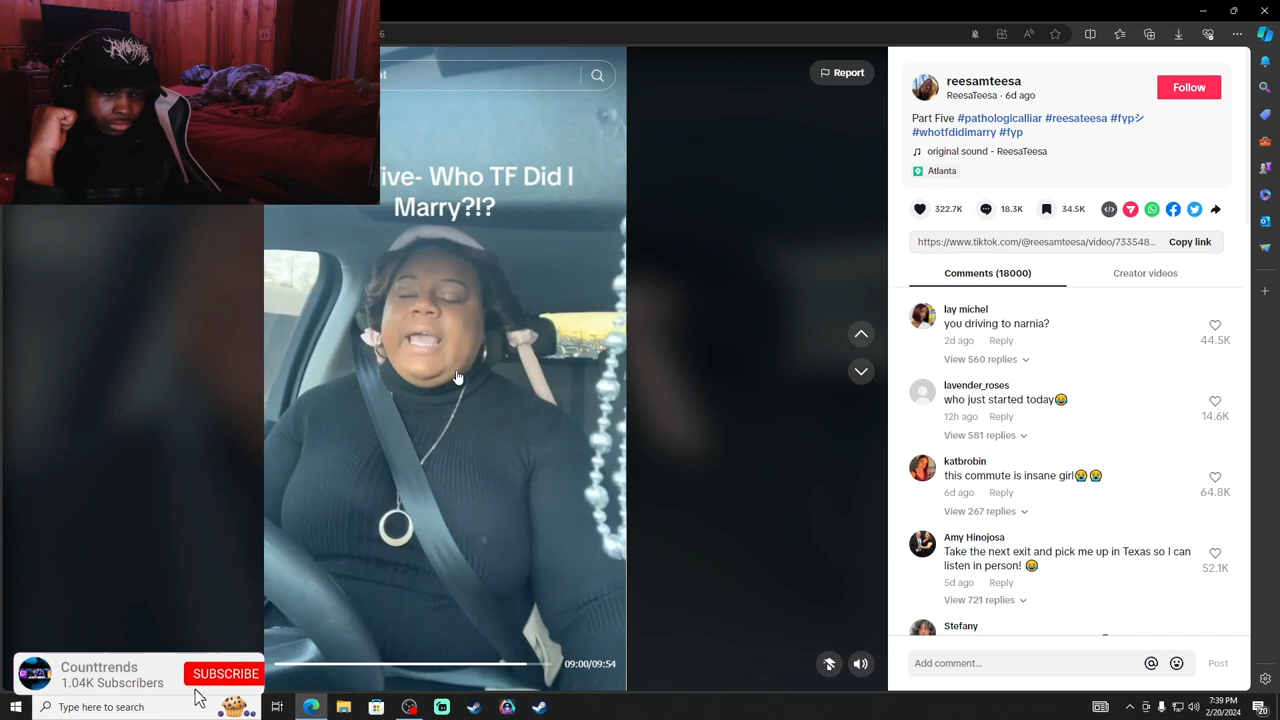 Report
ive- Who TF Did I
Marry?!?
09:00/09:54
reesamteesa
ReesaTeesa · 6d ago
Follow
Part Five #pathologicalliar #reesateesa #fypシ
#whotfdidimarry #fyp
original sound - ReesaTeesa
Atlanta
322.7K
18.3K
34.5K
https://www.tiktok.com/@reesamteesa/video/733548...
Copy link
Comments (18000)
Creator videos
lay michel
you driving to narnia?
2d ago Reply
44.5K
View 560 replies
lavender_roses
who just started today😂
12h ago Reply
14.6K
View 581 replies
katbrobin
this commute is insane girl😭😭
6d ago Reply
64.8K
View 267 replies
Amy Hinojosa
Take the next exit and pick me up in Texas so I can
listen in person! 😂
5d ago Reply
52.1K
View 721 replies
Stefany
Add comment...
Post
Counttrends
1.04K Subscribers
SUBSCRIBE
Type here to search
7:39 PM
2/20/2024